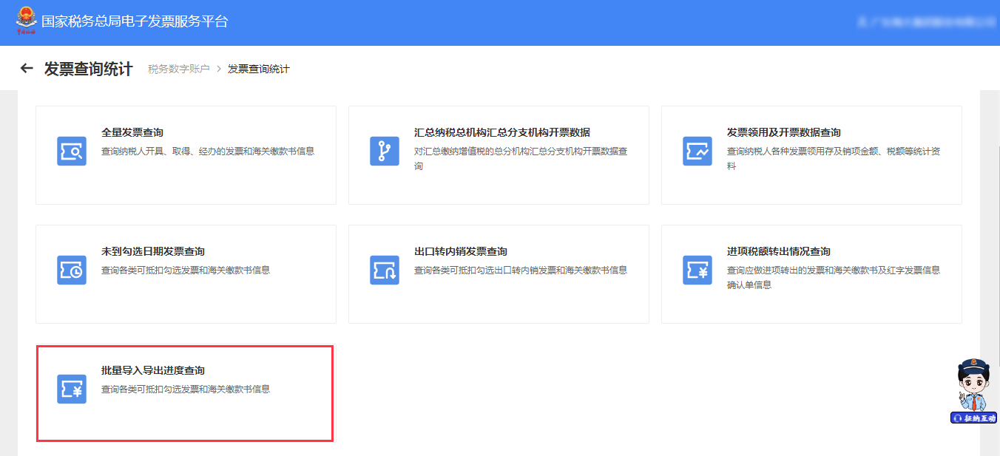 国家税务总局电子发票服务平台
发票查询统计 税务数字账户 > 发票查询统计
全量发票查询
查询纳税人开具、取得、经办的发票和海关缴款书信息
汇总纳税总机构汇总分支机构开票数据
对汇总缴纳增值税的总分机构汇总分支机构开票数据查
询
发票领用及开票数据查询
查询纳税人各种发票领用存及销项金额、税额等统计资
料
未到勾选日期发票查询
查询各类可抵扣勾选发票和海关缴款书信息
出口转内销发票查询
查询各类可抵扣勾选出口转内销发票和海关缴款书信息
进项税额转出情况查询
查询应做进项转出的发票和海关缴款书及红字发票信息
确认单信息
批量导入导出进度查询
查询各类可抵扣勾选发票和海关缴款书信息
征纳互动